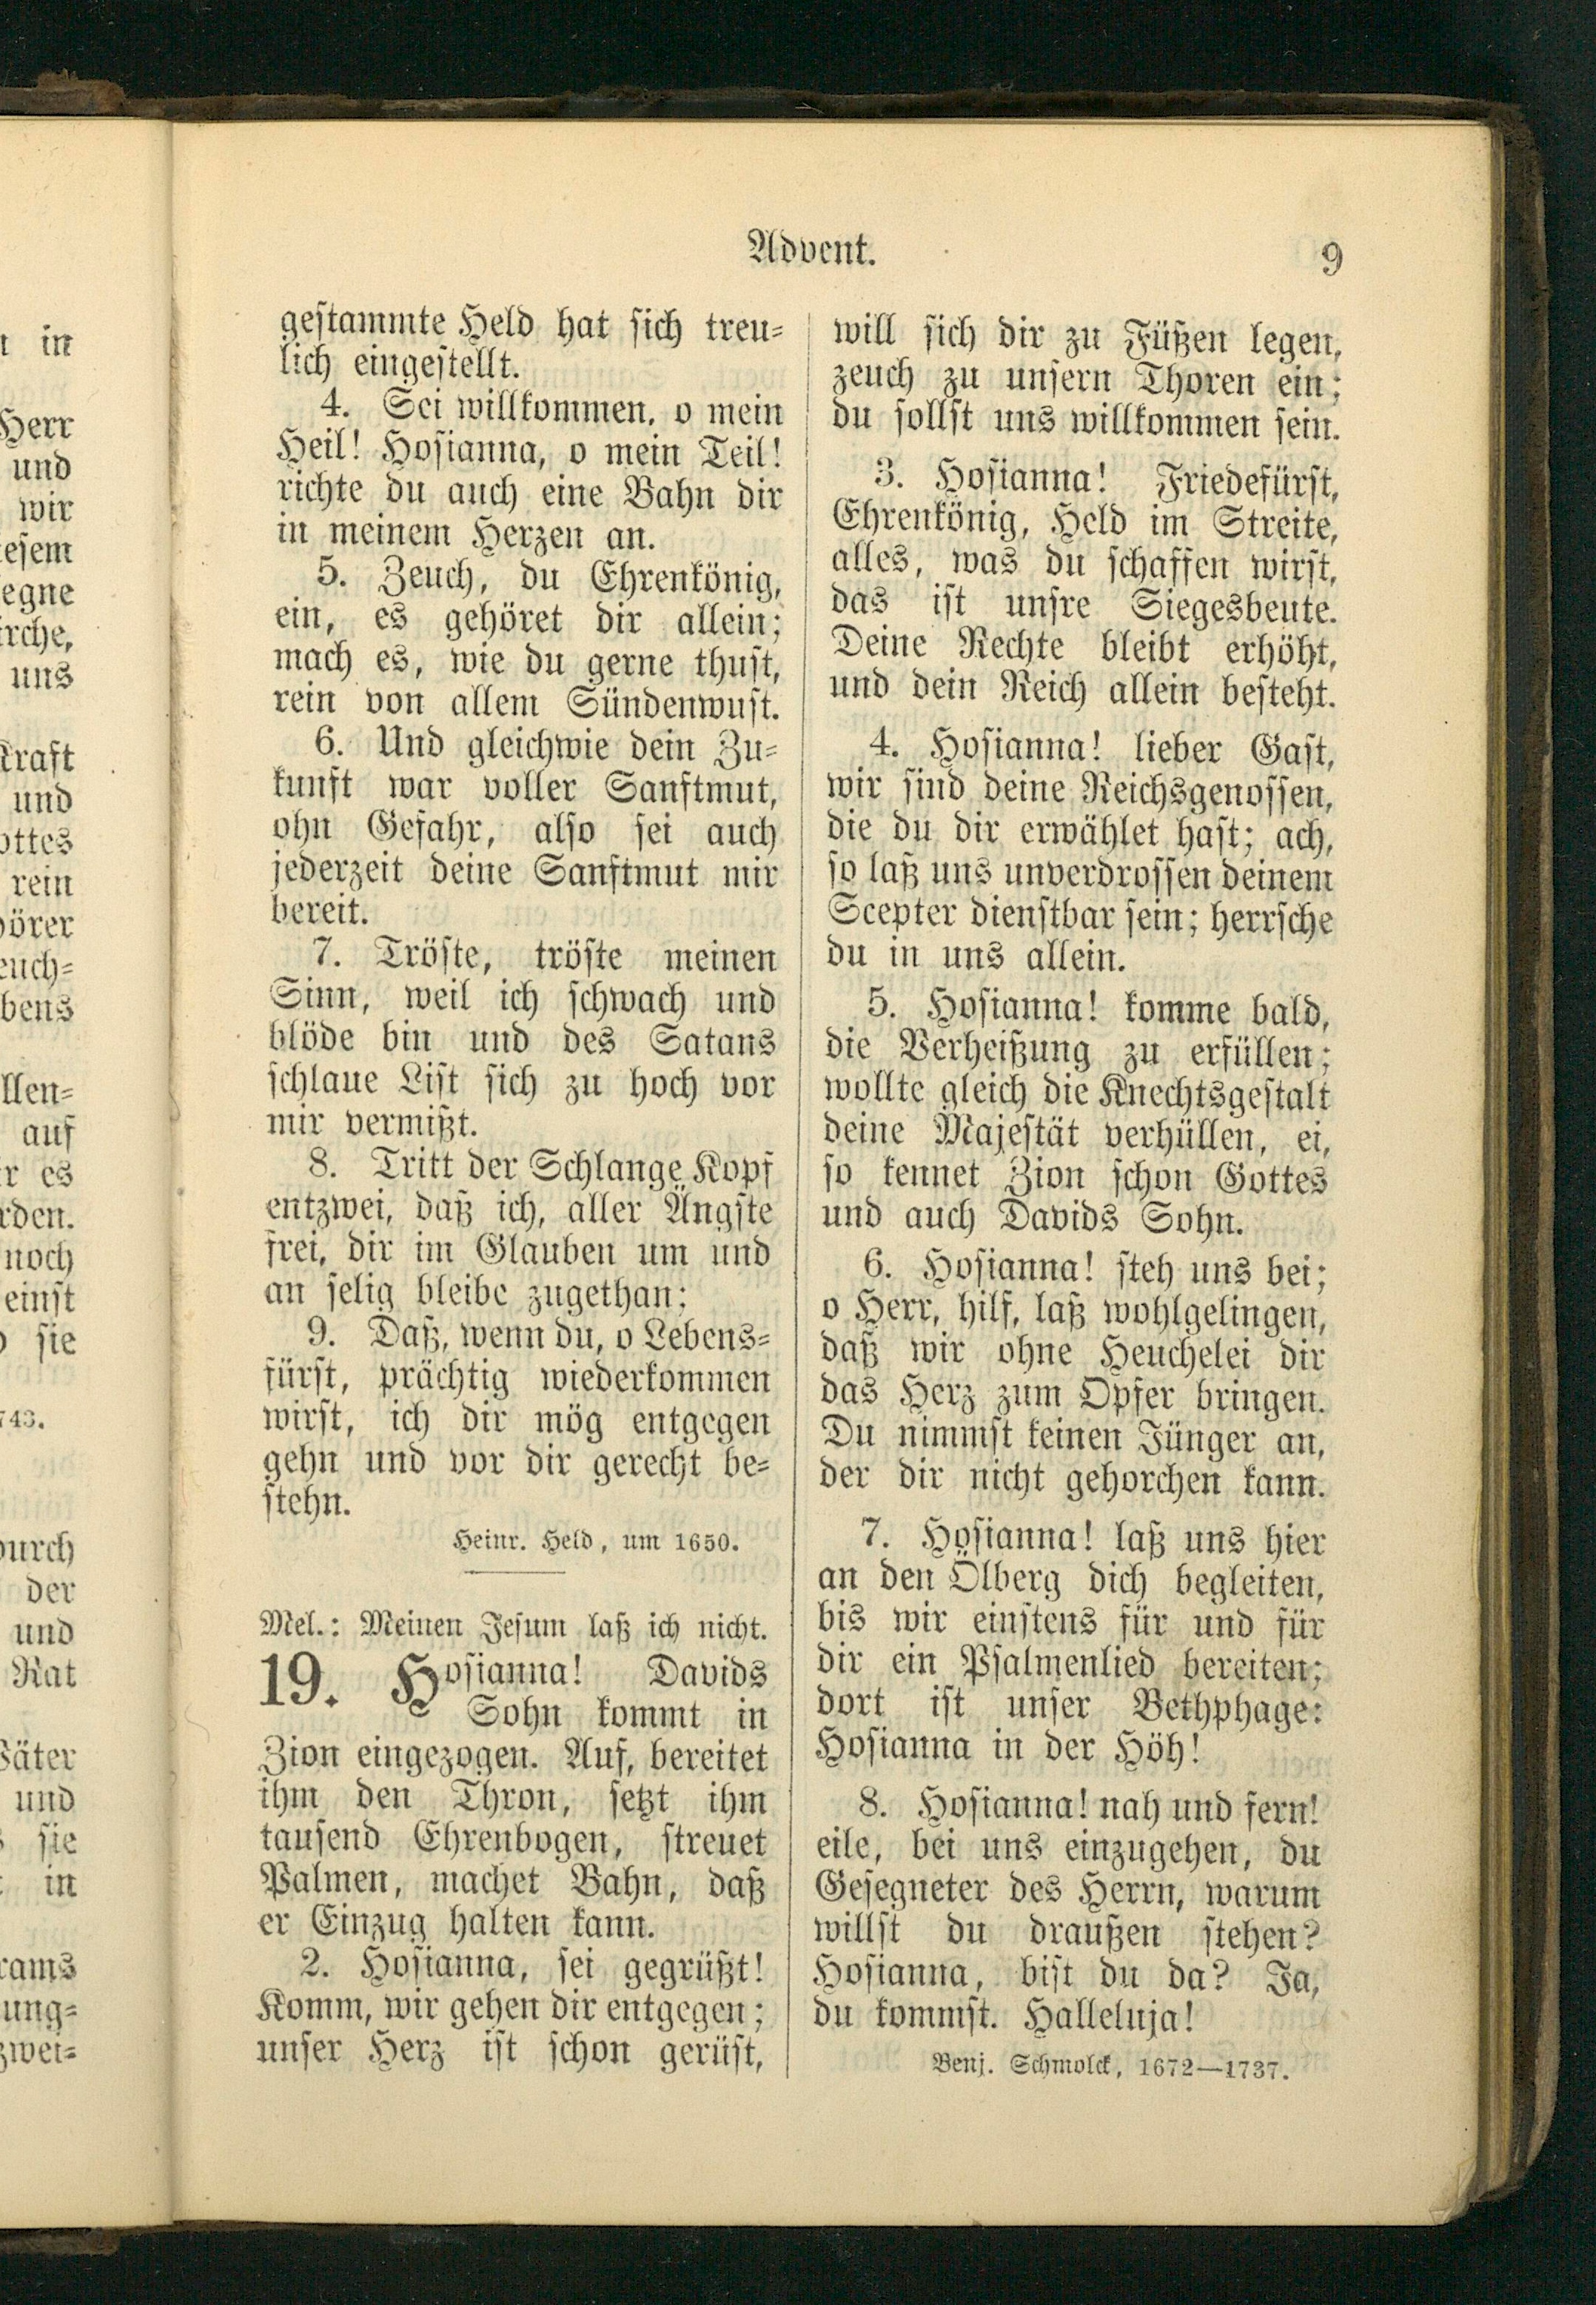 Advent.
9
gestammte Held hat sich treu-
lich eingestellt.
4. Sei willkommen, o mein
Heil! Hosianna, o mein Teil!
richte du auch eine Bahn dir
in meinem Herzen an.
5. Zeuch, du Ehrenkönig,
ein, es gehöret dir allein;
mach es, wie du gerne thust,
rein von allem Sündenwust.
6. Und gleichwie dein Zu-
kunft war voller Sanftmut,
ohn Gefahr, also sei auch
jederzeit deine Sanftmut mir
bereit.
7. Tröste, tröste meinen
Sinn, weil ich schwach und
blöde bin und des Satans
schlaue List sich zu hoch vor
mir vermißt.
8. Tritt der Schlange Kopf
entzwei, daß ich, aller Ängste
frei, dir im Glauben um und
an selig bleibe zugethan;
9. Daß, wenn du, o Lebens-
fürst, prächtig wiederkommen
wirst, ich dir mög entgegen
gehn und vor dir gerecht be-
stehn.
Heinr. Held, um 1650.
Mel.: Meinen Jesum laß ich nicht.
19. Hosianna! Davids
Sohn kommt in
Zion eingezogen. Auf, bereitet
ihm den Thron, setzt ihm
tausend Ehrenbogen, streuet
Palmen, machet Bahn, daß
er Einzug halten kann.
2. Hosianna, sei gegrüßt!
Komm, wir gehen dir entgegen;
unser Herz ist schon gerüst,
will sich dir zu Füßen legen,
zeuch zu unsern Thoren ein;
du sollst uns willkommen sein.
3. Hosianna! Friedefürst,
Ehrenkönig, Held im Streite,
alles, was du schaffen wirst,
das ist unsre Siegesbeute.
Deine Rechte bleibt erhöht,
und dein Reich allein besteht.
4. Hosianna! lieber Gast,
wir sind deine Reichsgenossen,
die du dir erwählet hast; ach,
so laß uns unverdrossen deinem
Scepter dienstbar sein; herrsche
du in uns allein.
5. Hosianna! komme bald,
die Verheißung zu erfüllen;
wollte gleich die Knechtsgestalt
deine Majestät verhüllen, ei,
so kennet Zion schon Gottes
und auch Davids Sohn.
6. Hosianna! steh uns bei;
o Herr, hilf, laß wohlgelingen,
daß wir ohne Heuchelei dir
das Herz zum Opfer bringen.
Du nimmst keinen Jünger an,
der dir nicht gehorchen kann.
7. Hosianna! laß uns hier
an den Ölberg dich begleiten,
bis wir einstens für und für
dir ein Psalmenlied bereiten;
dort ist unser Bethphage:
Hosianna in der Höh!
8. Hosianna! nah und fern!
eile, bei uns einzugehen, du
Gesegneter des Herrn, warum
willst du draußen stehen?
Hosianna, bist du da? Ja,
du kommst. Halleluja!
Benj. Schmolck, 1672—1737.